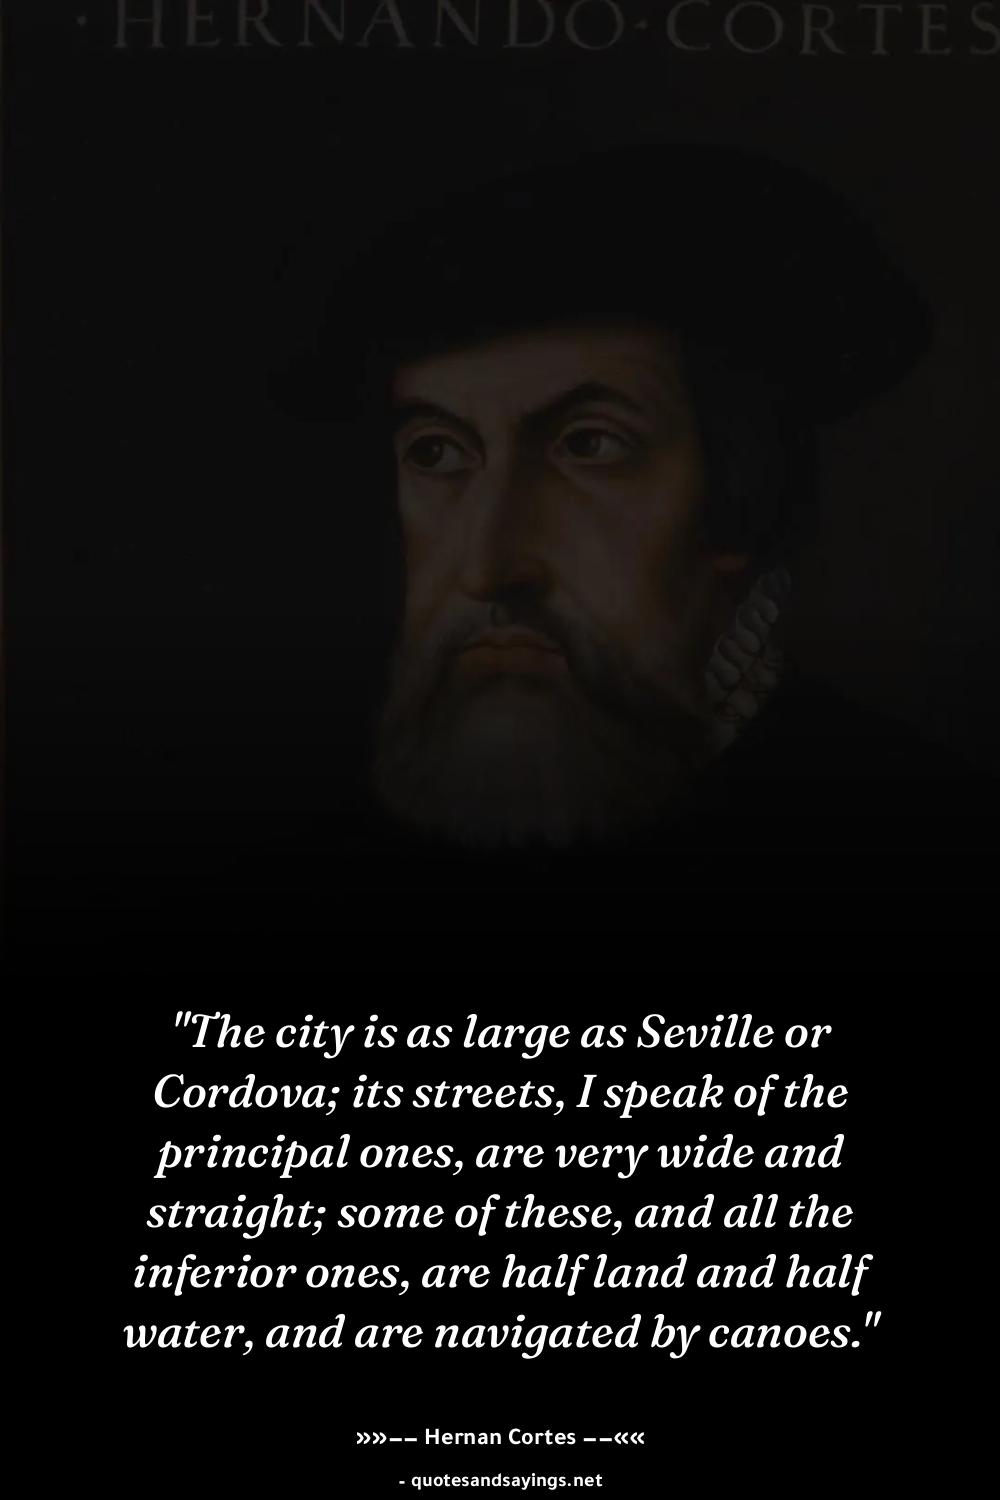 · HERNANDO · CORTES
"The city is as large as Seville or
Cordova; its streets, I speak of the
principal ones, are very wide and
straight; some of these, and all the
inferior ones, are half land and half
water, and are navigated by canoes."
»»−− Hernan Cortes −−««
- quotesandsayings.net